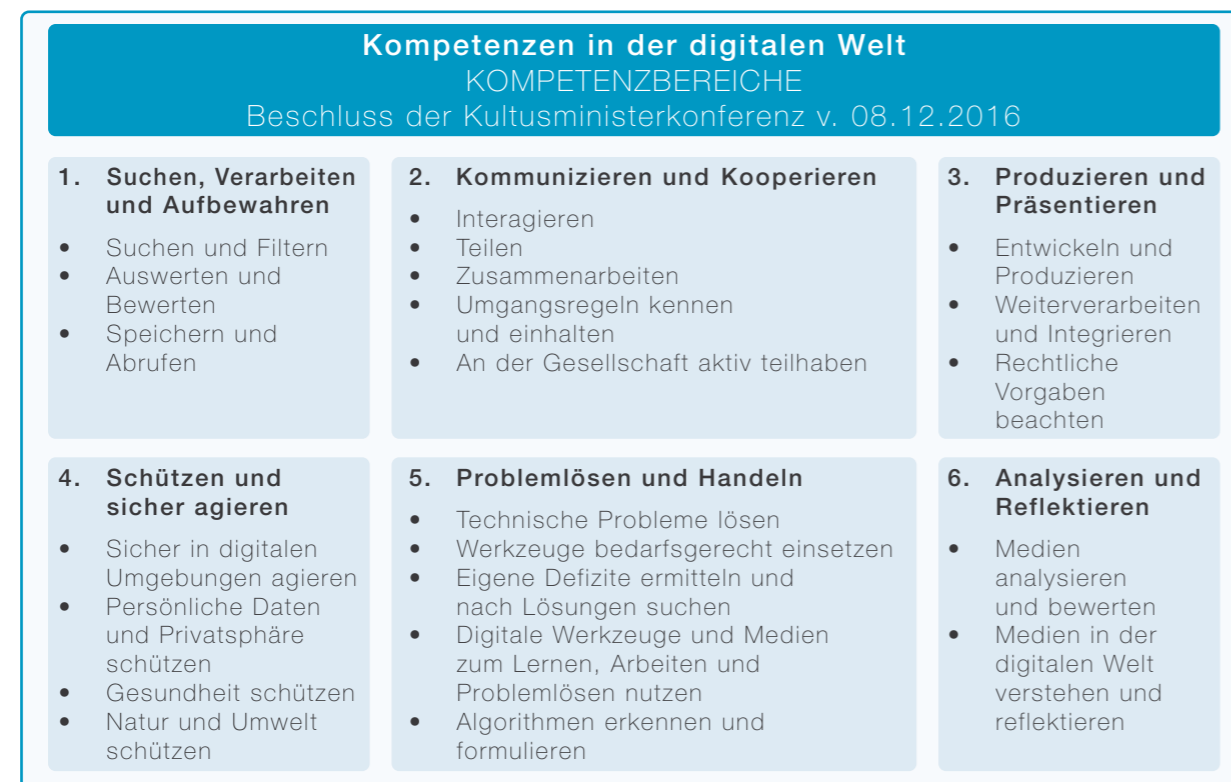 Kompetenzen in der digitalen Welt
KOMPETENZBEREICHE
Beschluss der Kultusministerkonferenz v. 08.12.2016
1. Suchen, Verarbeiten
und Aufbewahren
• Suchen und Filtern
• Auswerten und
Bewerten
• Speichern und
Abrufen
2. Kommunizieren und Kooperieren
• Interagieren
• Teilen
• Zusammenarbeiten
• Umgangsregeln kennen
und einhalten
• An der Gesellschaft aktiv teilhaben
3. Produzieren und
Präsentieren
• Entwickeln und
Produzieren
• Weiterverarbeiten
und Integrieren
• Rechtliche
Vorgaben
beachten
4. Schützen und
sicher agieren
• Sicher in digitalen
Umgebungen agieren
• Persönliche Daten
und Privatsphäre
schützen
• Gesundheit schützen
• Natur und Umwelt
schützen
5. Problemlösen und Handeln
• Technische Probleme lösen
• Werkzeuge bedarfsgerecht einsetzen
• Eigene Defizite ermitteln und
nach Lösungen suchen
• Digitale Werkzeuge und Medien
zum Lernen, Arbeiten und
Problemlösen nutzen
• Algorithmen erkennen und
formulieren
6. Analysieren und
Reflektieren
• Medien
analysieren
und bewerten
• Medien in der
digitalen Welt
verstehen und
reflektieren